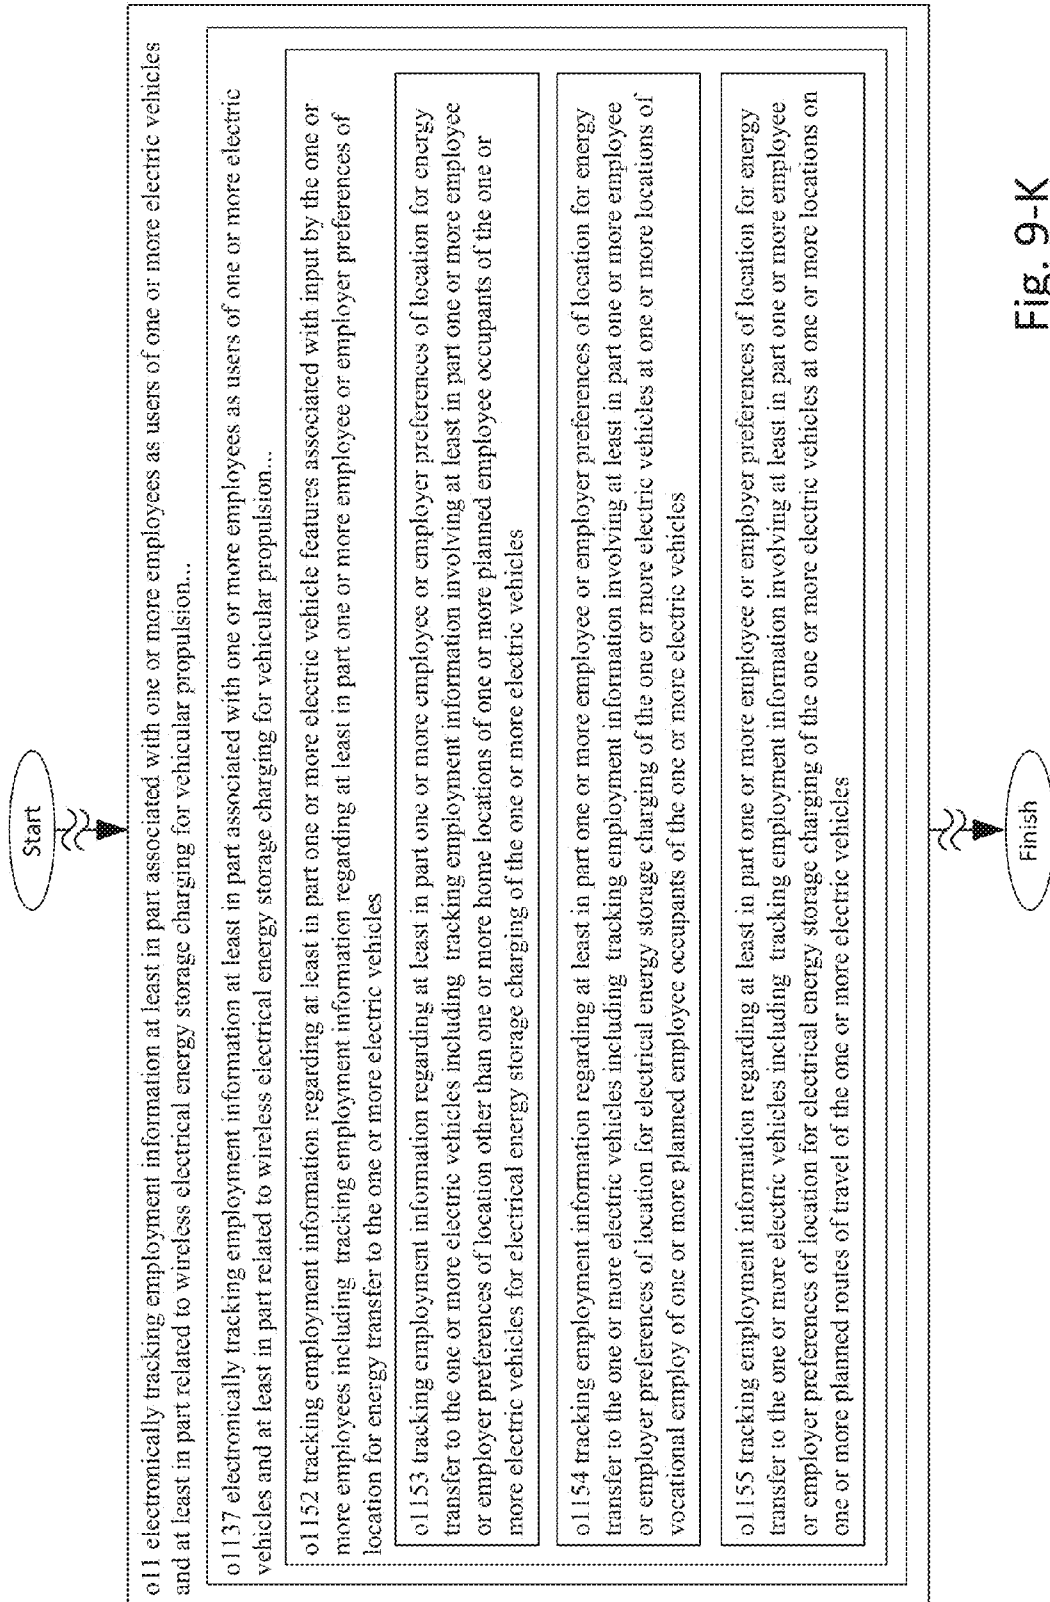 Start
o11 electronically tracking employment information at least in part associated with one or more employees as users of one or more electric vehicles
and at least in part related to wireless electrical energy storage charging for vehicular propulsion...
o1137 electronically tracking employment information at least in part associated with one or more employees as users of one or more electric
vehicles and at least in part related to wireless electrical energy storage charging for vehicular propulsion...
o1152 tracking employment information regarding at least in part one or more electric vehicle features associated with input by the one or
more employees including tracking employment information regarding at least in part one or more employee or employer preferences of
location for energy transfer to the one or more electric vehicles
o1153 tracking employment information regarding at least in part one or more employee or employer preferences of location for energy
transfer to the one or more electric vehicles including tracking employment information involving at least in part one or more employee
or employer preferences of location other than one or more home locations of one or more planned employee occupants of the one or
more electric vehicles for electrical energy storage charging of the one or more electric vehicles
o1154 tracking employment information regarding at least in part one or more employee or employer preferences of location for energy
transfer to the one or more electric vehicles including tracking employment information involving at least in part one or more employee
or employer preferences of location for electrical energy storage charging of the one or more electric vehicles at one or more locations of
vocational employ of one or more planned employee occupants of the one or more electric vehicles
o1155 tracking employment information regarding at least in part one or more employee or employer preferences of location for energy
transfer to the one or more electric vehicles including tracking employment information involving at least in part one or more employee
or employer preferences of location for electrical energy storage charging of the one or more electric vehicles at one or more locations on
one or more planned routes of travel of the one or more electric vehicles
Finish
Fig. 9-K